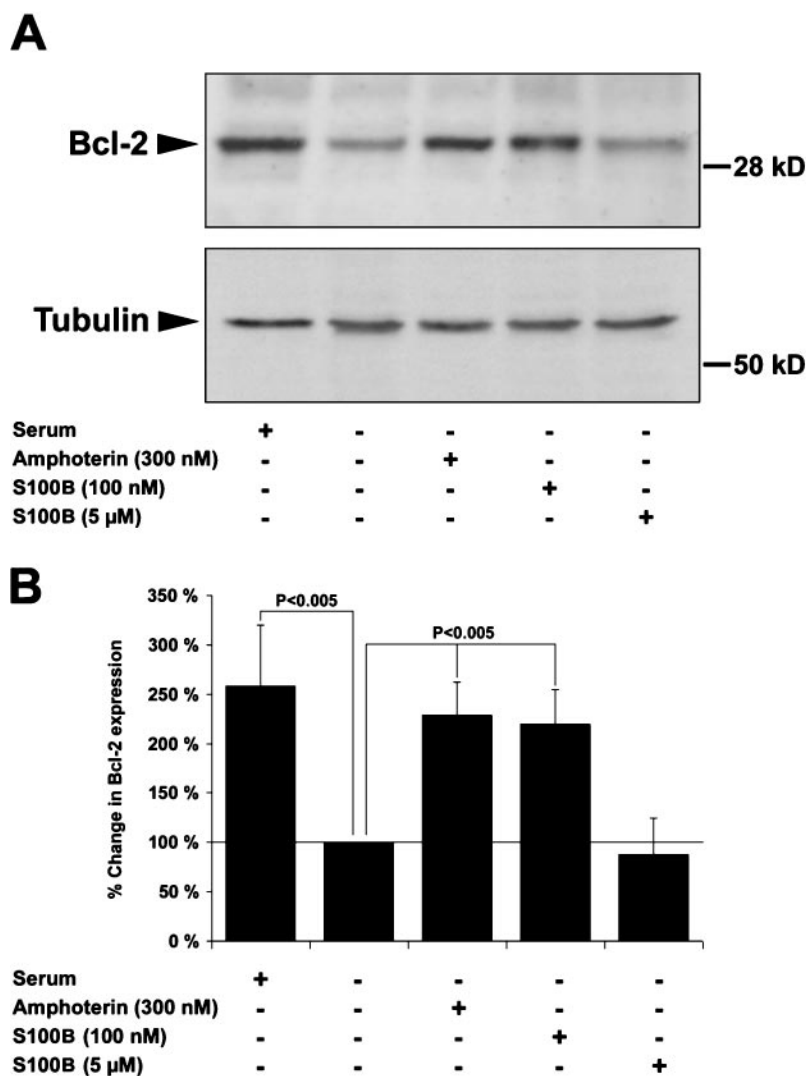 A
Bcl-2
28 kD
Tubulin
50 kD
Serum + - - - -
Amphoterin (300 nM) - - + - -
S100B (100 nM) - - - + -
S100B (5 µM) - - - - +
B
% Change in Bcl-2 expression
350 %
300 %
250 %
200 %
150 %
100 %
50 %
0 %
P<0.005
P<0.005
Serum + - - - -
Amphoterin (300 nM) - - + - -
S100B (100 nM) - - - + -
S100B (5 µM) - - - - +